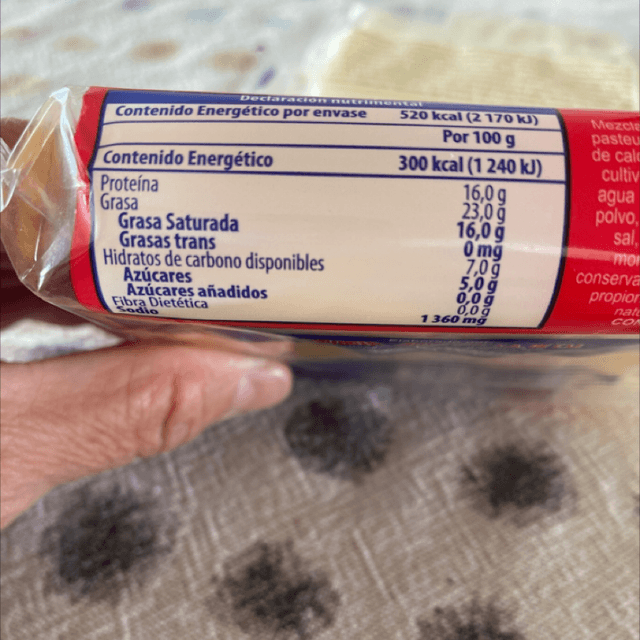 Declaración nutrimental
Contenido Energético por envase 520 kcal (2 170 kJ)
Por 100 g
Contenido Energético 300 kcal (1 240 kJ)
Proteína 16,0 g
Grasa 23,0 g
Grasa Saturada 16,0 g
Grasas trans 0 mg
Hidratos de carbono disponibles 7,0 g
Azúcares 5,0 g
Azúcares añadidos 0,0 g
Fibra Dietética 0,0 g
Sodio 1 360 mg
Mezcl
pasteu
de cal
cultiv
agua
polvo
sal
conserva
propio